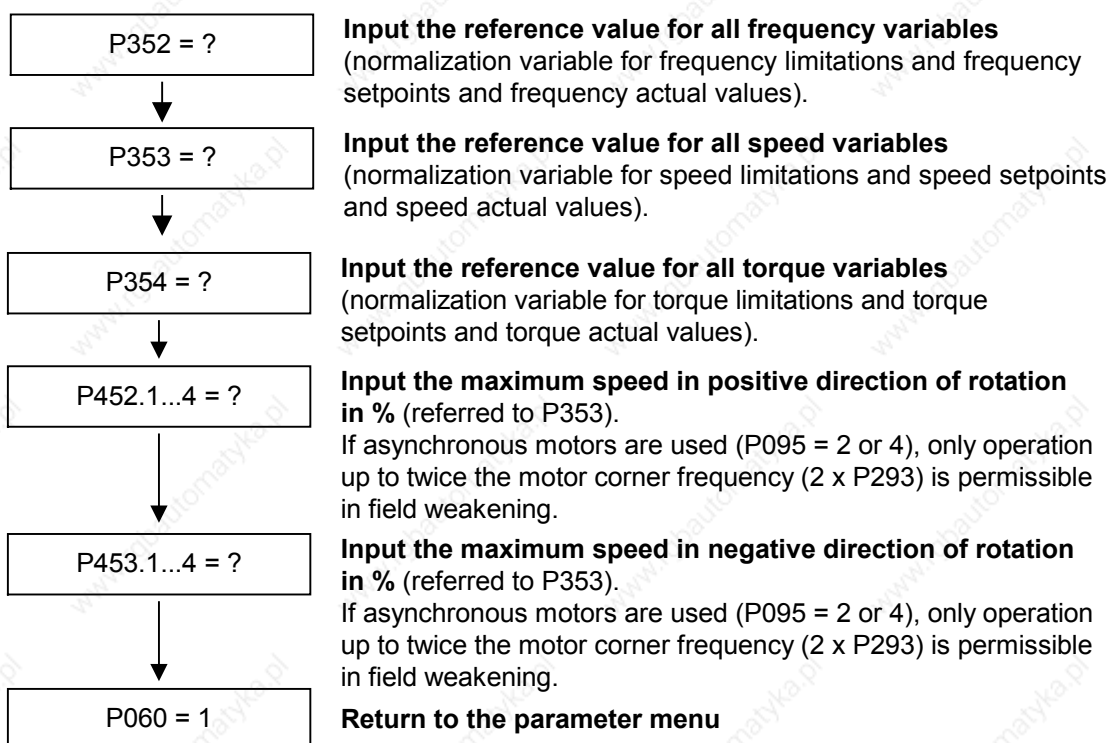 P352 = ?
Input the reference value for all frequency variables
(normalization variable for frequency limitations and frequency
setpoints and frequency actual values).
P353 = ?
Input the reference value for all speed variables
(normalization variable for speed limitations and speed setpoints
and speed actual values).
P354 = ?
Input the reference value for all torque variables
(normalization variable for torque limitations and torque
setpoints and torque actual values).
P452.1...4 = ?
Input the maximum speed in positive direction of rotation
in % (referred to P353).
If asynchronous motors are used (P095 = 2 or 4), only operation
up to twice the motor corner frequency (2 x P293) is permissible
in field weakening.
P453.1...4 = ?
Input the maximum speed in negative direction of rotation
in % (referred to P353).
If asynchronous motors are used (P095 = 2 or 4), only operation
up to twice the motor corner frequency (2 x P293) is permissible
in field weakening.
P060 = 1
Return to the parameter menu